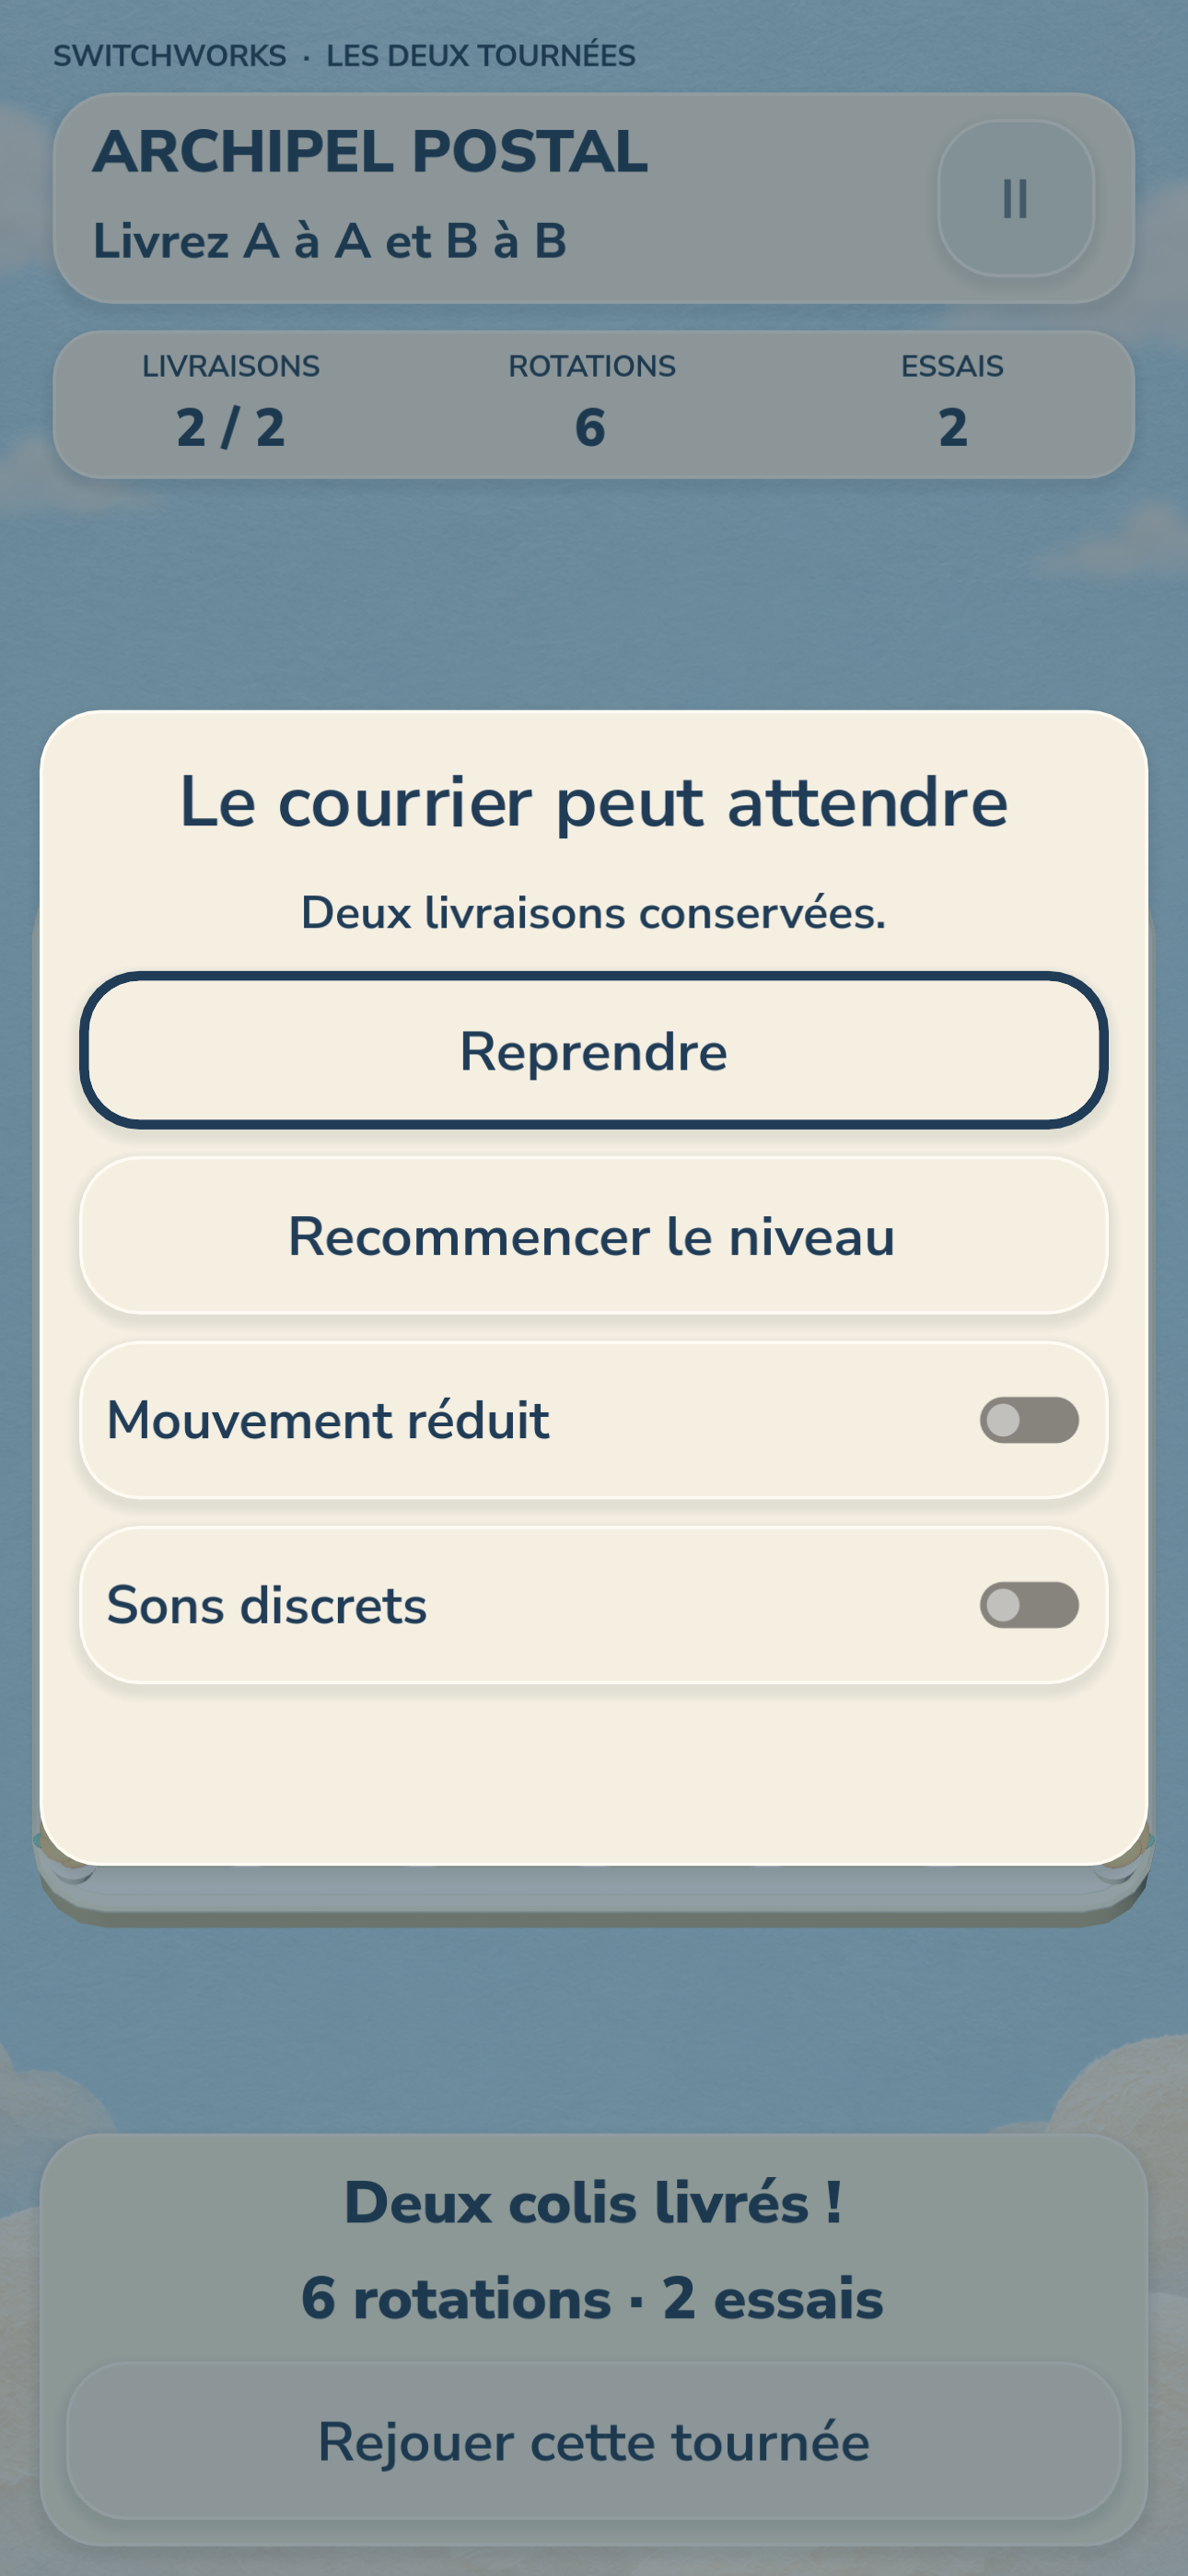 SWITCHWORKS · LES DEUX TOURNÉES
ARCHIPEL POSTAL
Livrez A à A et B à B
LIVRAISONS ROTATIONS ESSAIS
2 / 2 6 2
Le courrier peut attendre
Deux livraisons conservées.
Reprendre
Recommencer le niveau
Mouvement réduit
Sons discrets
Deux colis livrés !
6 rotations · 2 essais
Rejouer cette tournée